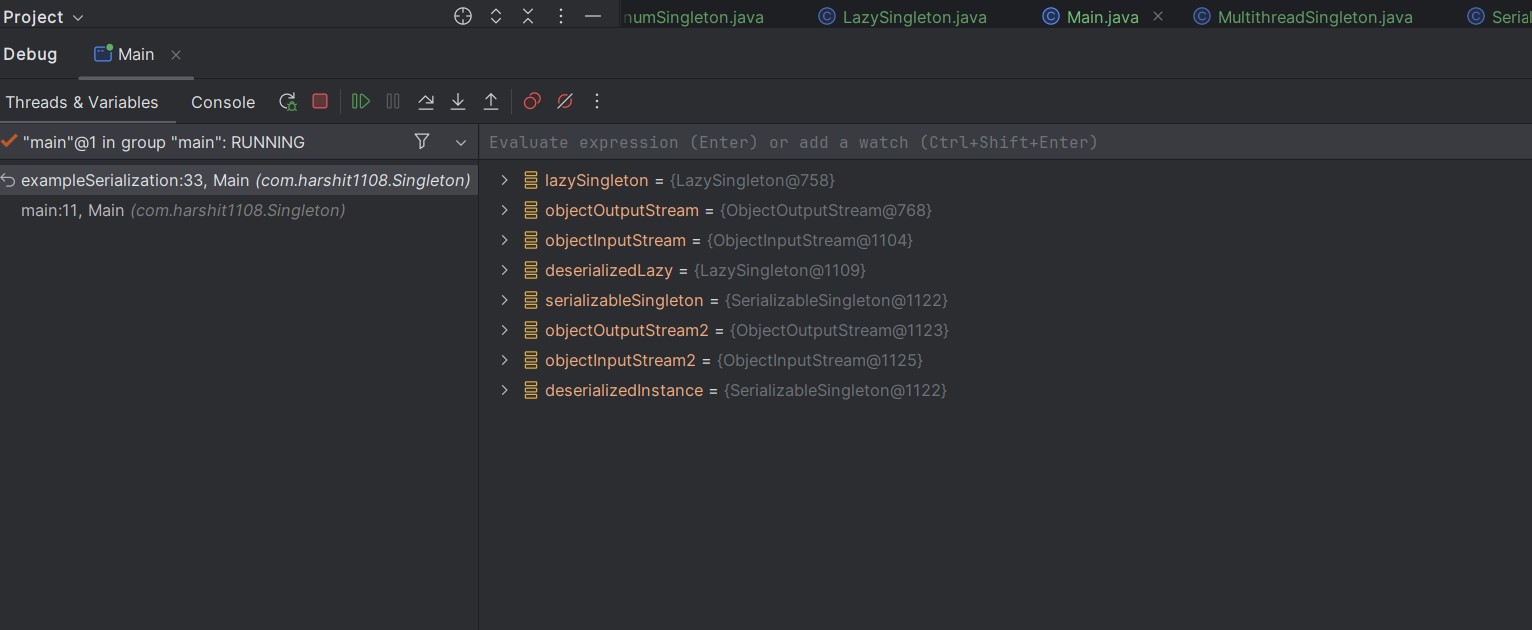 Project numSingleton.java LazySingleton.java Main.java MultithreadSingleton.java Serial
Debug Main
Threads & Variables Console
"main"@1 in group "main": RUNNING Evaluate expression (Enter) or add a watch (Ctrl+Shift+Enter)
exampleSerialization:33, Main (com.harshit1108.Singleton)
main:11, Main (com.harshit1108.Singleton)
lazySingleton = {LazySingleton@758}
objectOutputStream = {ObjectOutputStream@768}
objectInputStream = {ObjectInputStream@1104}
deserializedLazy = {LazySingleton@1109}
serializableSingleton = {SerializableSingleton@1122}
objectOutputStream2 = {ObjectOutputStream@1123}
objectInputStream2 = {ObjectInputStream@1125}
deserializedInstance = {SerializableSingleton@1122}